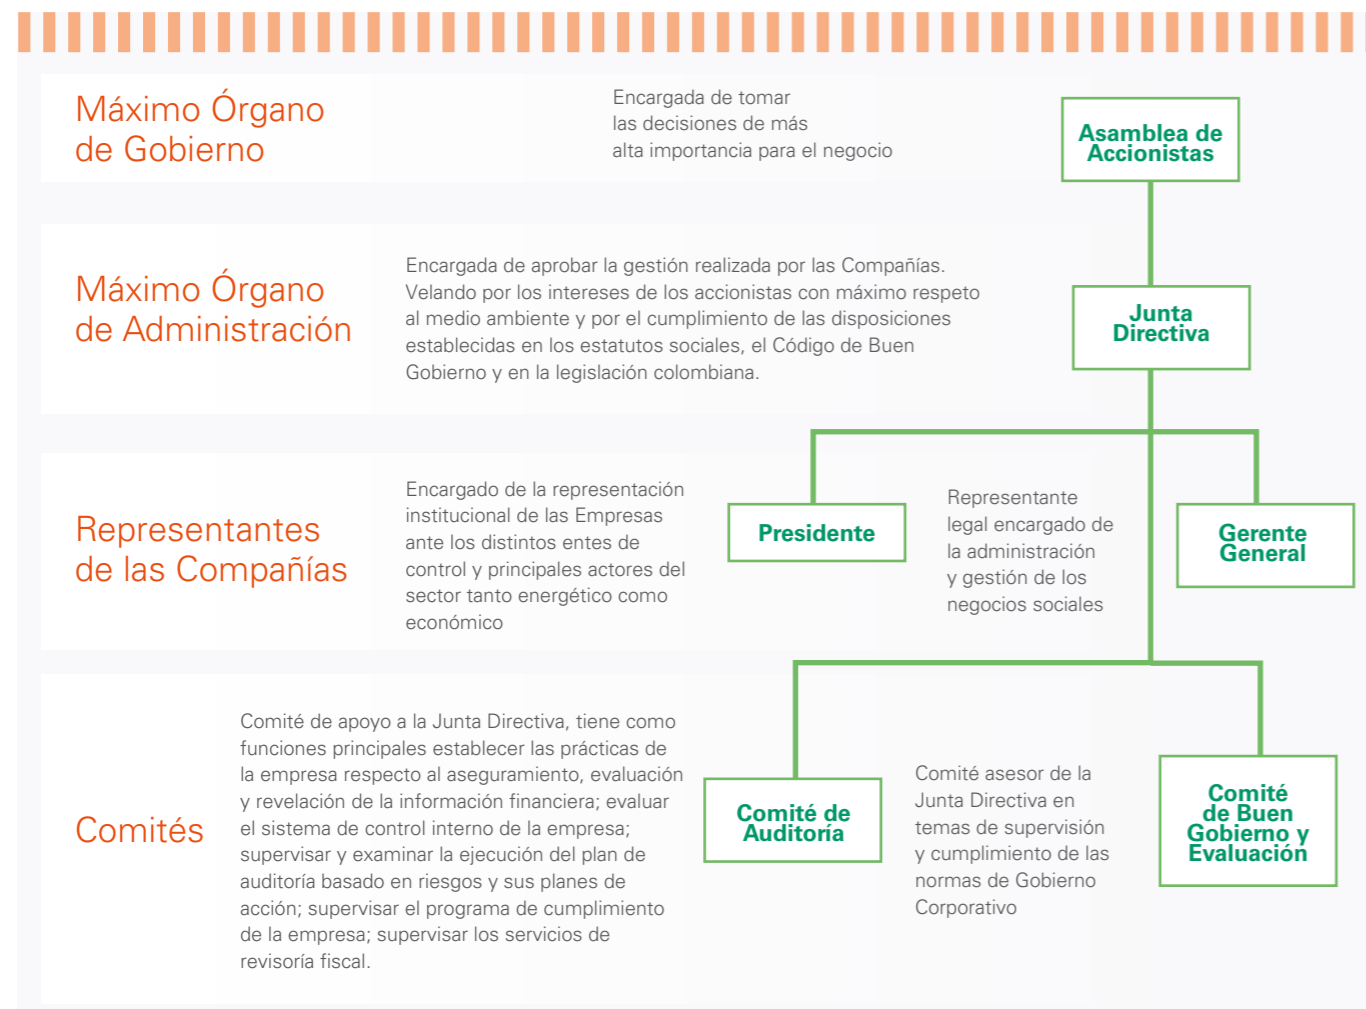 Máximo Órgano
de Gobierno
Encargada de tomar
las decisiones de más
alta importancia para el negocio
Asamblea de
Accionistas
Máximo Órgano
de Administración
Encargada de aprobar la gestión realizada por las Compañías.
Velando por los intereses de los accionistas con máximo respeto
al medio ambiente y por el cumplimiento de las disposiciones
establecidas en los estatutos sociales, el Código de Buen
Gobierno y en la legislación colombiana.
Junta
Directiva
Representantes
de las Compañías
Encargado de la representación
institucional de las Empresas
ante los distintos entes de
control y principales actores del
sector tanto energético como
económico
Presidente
Representante
legal encargado de
la administración
y gestión de los
negocios sociales
Gerente
General
Comités
Comité de apoyo a la Junta Directiva, tiene como
funciones principales establecer las prácticas de
la empresa respecto al aseguramiento, evaluación
y revelación de la información financiera; evaluar
el sistema de control interno de la empresa;
supervisar y examinar la ejecución del plan de
auditoría basado en riesgos y sus planes de
acción; supervisar el programa de cumplimiento
de la empresa; supervisar los servicios de
revisoría fiscal.
Comité de
Auditoría
Comité asesor de la
Junta Directiva en
temas de supervisión
y cumplimiento de las
normas de Gobierno
Corporativo
Comité
de Buen
Gobierno y
Evaluación